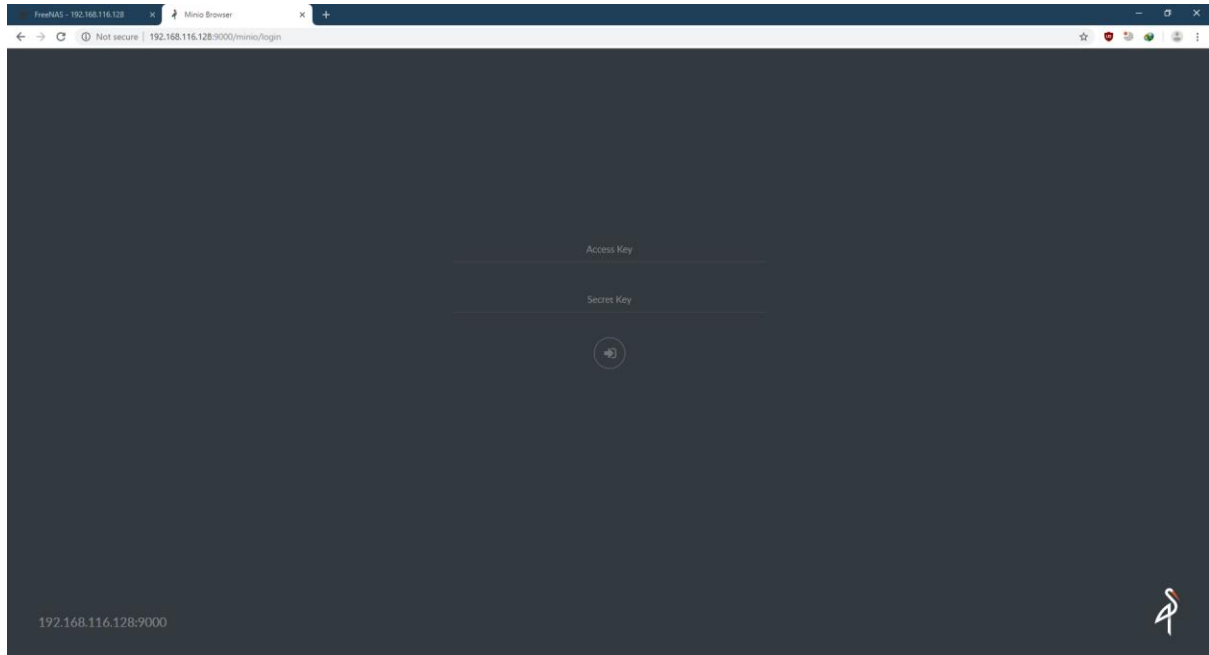 FreeNAS - 192.168.116.128
Minio Browser
Not secure | 192.168.116.128:9000/minio/login
Access Key
Secret Key
192.168.116.128:9000